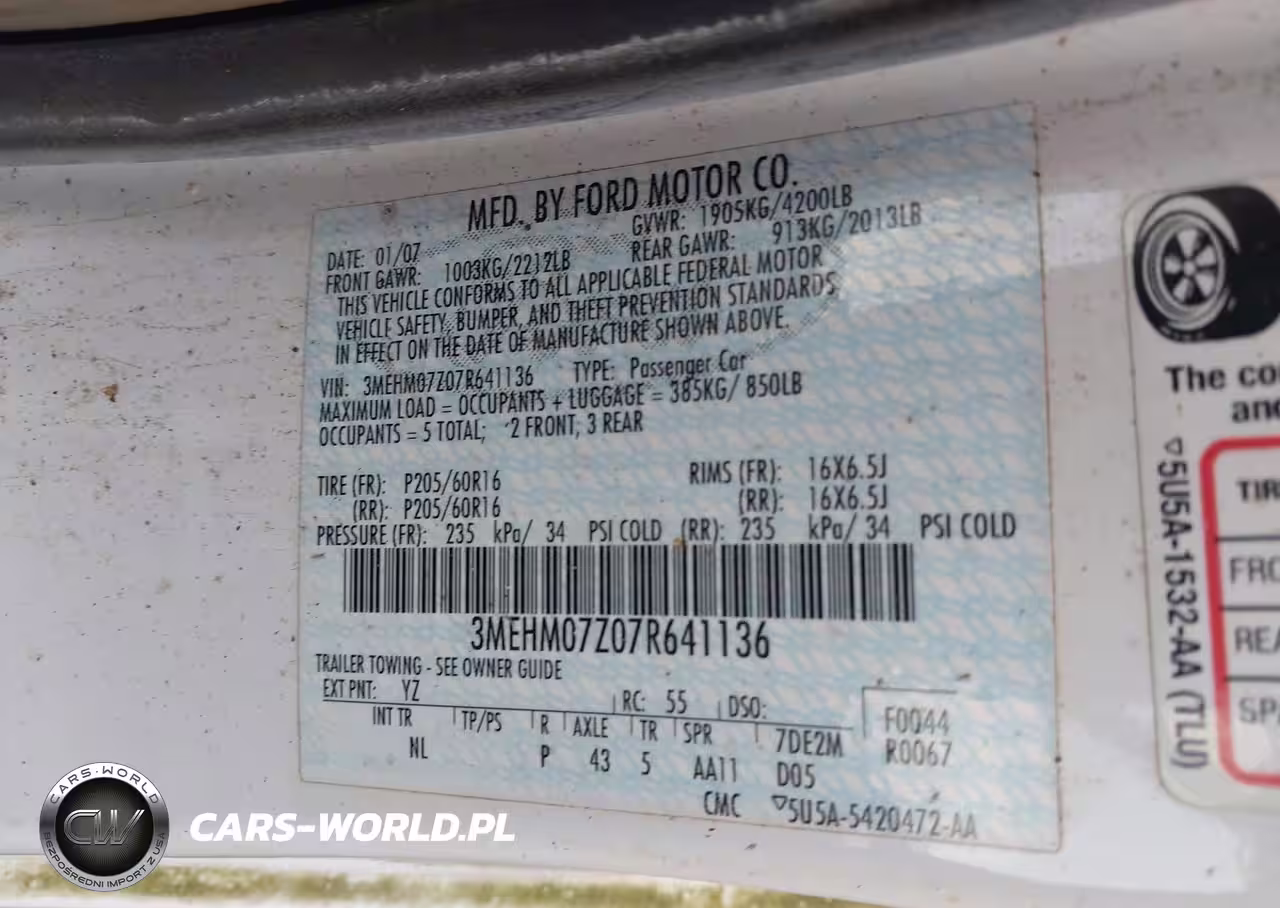 MFD. BY FORD MOTOR CO.
DATE: 01/07 GVWR: 1905KG/4200LB
FRONT GAWR: 1003KG/2212LB REAR GAWR: 913KG/2013LB
THIS VEHICLE CONFORMS TO ALL APPLICABLE FEDERAL MOTOR
VEHICLE SAFETY, BUMPER, AND THEFT PREVENTION STANDARDS
IN EFFECT ON THE DATE OF MANUFACTURE SHOWN ABOVE.
VIN: 3MEHM07Z07R641136 TYPE: Passenger Car
MAXIMUM LOAD = OCCUPANTS + LUGGAGE = 385KG/ 850LB
OCCUPANTS = 5 TOTAL; 2 FRONT; 3 REAR
TIRE (FR): P205/60R16 RIMS (FR): 16X6.5J
(RR): P205/60R16 (RR): 16X6.5J
PRESSURE (FR): 235 kPa/ 34 PSI COLD (RR): 235 kPa/ 34 PSI COLD
3MEHM07Z07R641136
TRAILER TOWING - SEE OWNER GUIDE
EXT PNT: YZ RC: 55 DSO: F0044
INT TR TP/PS R AXLE TR SPR 7DE2M R0067
NL P 43 5 AA11 D05
CMC ▽5U5A-5420472-AA
The co
and
▽5U5A-1532-AA (TLU)
TIR
FRO
REA
SPA
CARS-WORLD
CW
BEZPOŚREDNI IMPORT Z USA
CARS-WORLD.PL